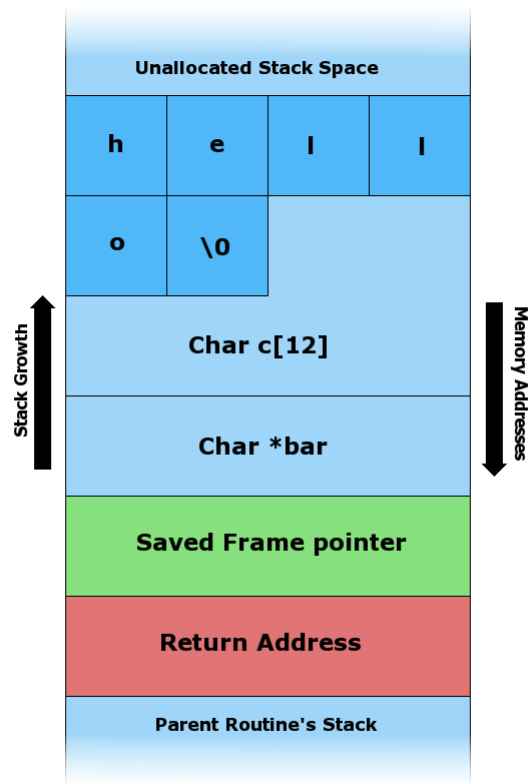 Unallocated Stack Space
h e l l
o \0
Char c[12]
Char *bar
Saved Frame pointer
Return Address
Parent Routine's Stack
Stack Growth
Memory Addresses